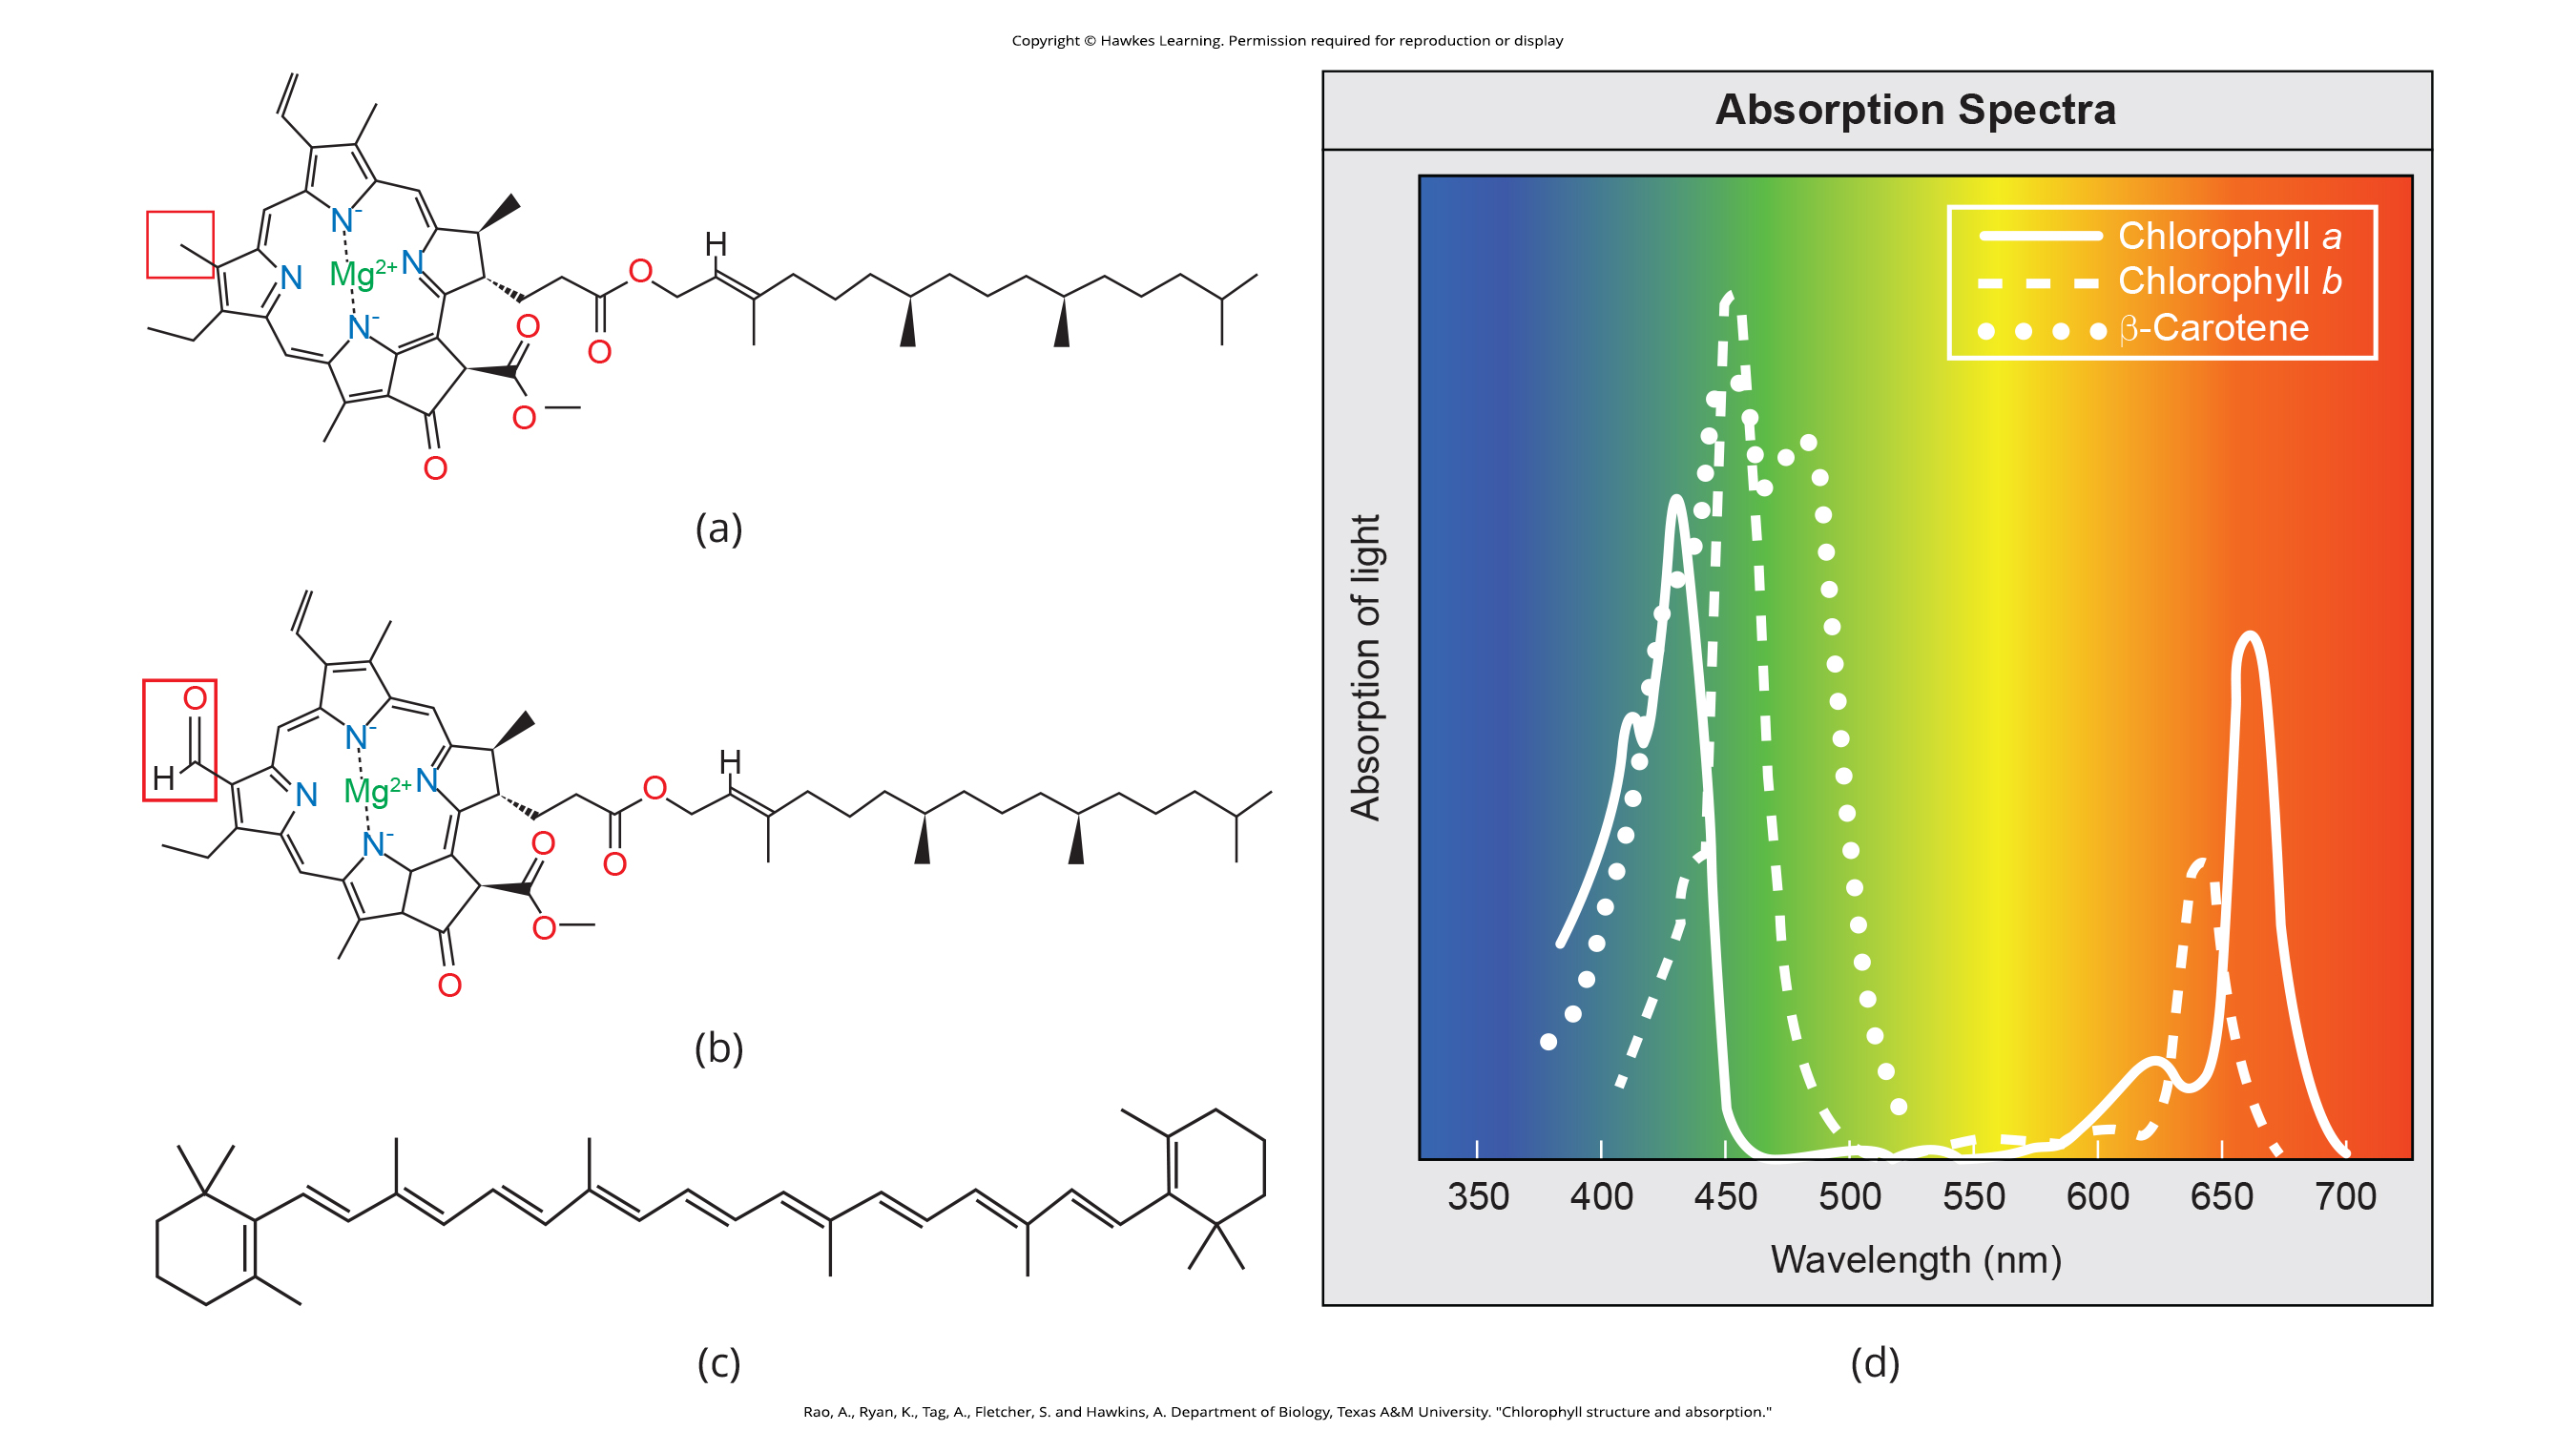 Copyright © Hawkes Learning. Permission required for reproduction or display
H
N-
Mg2+
N
N
N-
O
O
O
O
O
(a)
O
H
H
N-
Mg2+
N
N
N-
O
O
O
O
O
(b)
(c)
Absorption Spectra
Chlorophyll a
Chlorophyll b
β-Carotene
Absorption of light
350 400 450 500 550 600 650 700
Wavelength (nm)
(d)
Rao, A., Ryan, K., Tag, A., Fletcher, S. and Hawkins, A. Department of Biology, Texas A&M University. "Chlorophyll structure and absorption."